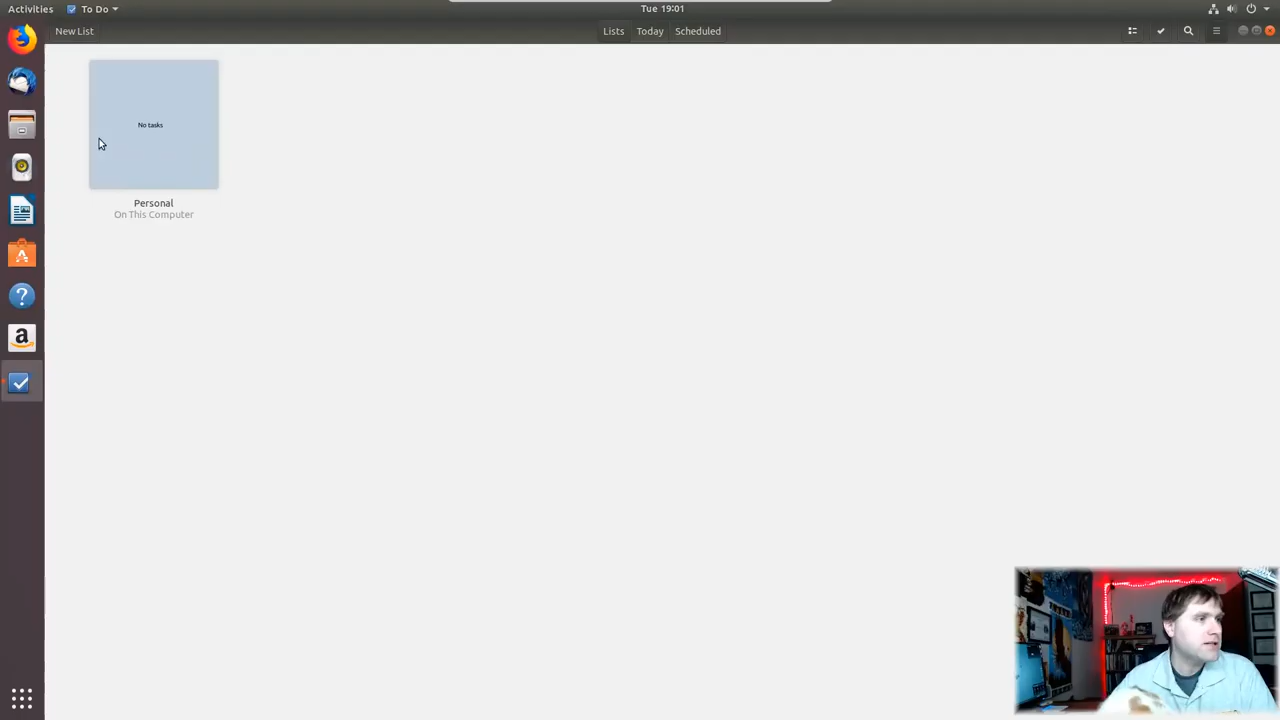 Activities To Do Tue 19:01
New List Lists Today Scheduled
No tasks
Personal
On This Computer